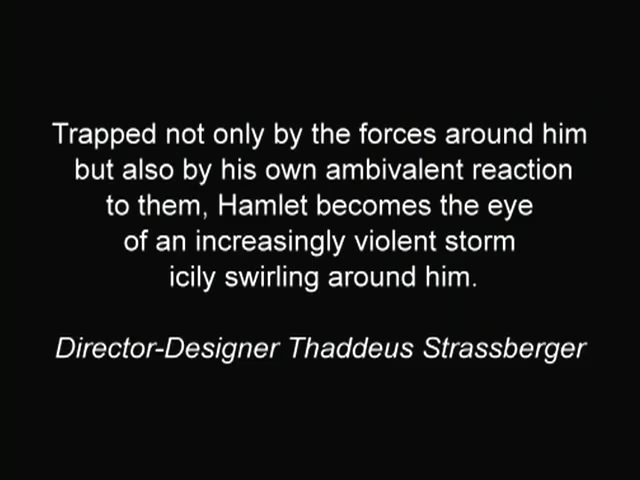 Trapped not only by the forces around him
but also by his own ambivalent reaction
to them, Hamlet becomes the eye
of an increasingly violent storm
icily swirling around him.
Director-Designer Thaddeus Strassberger